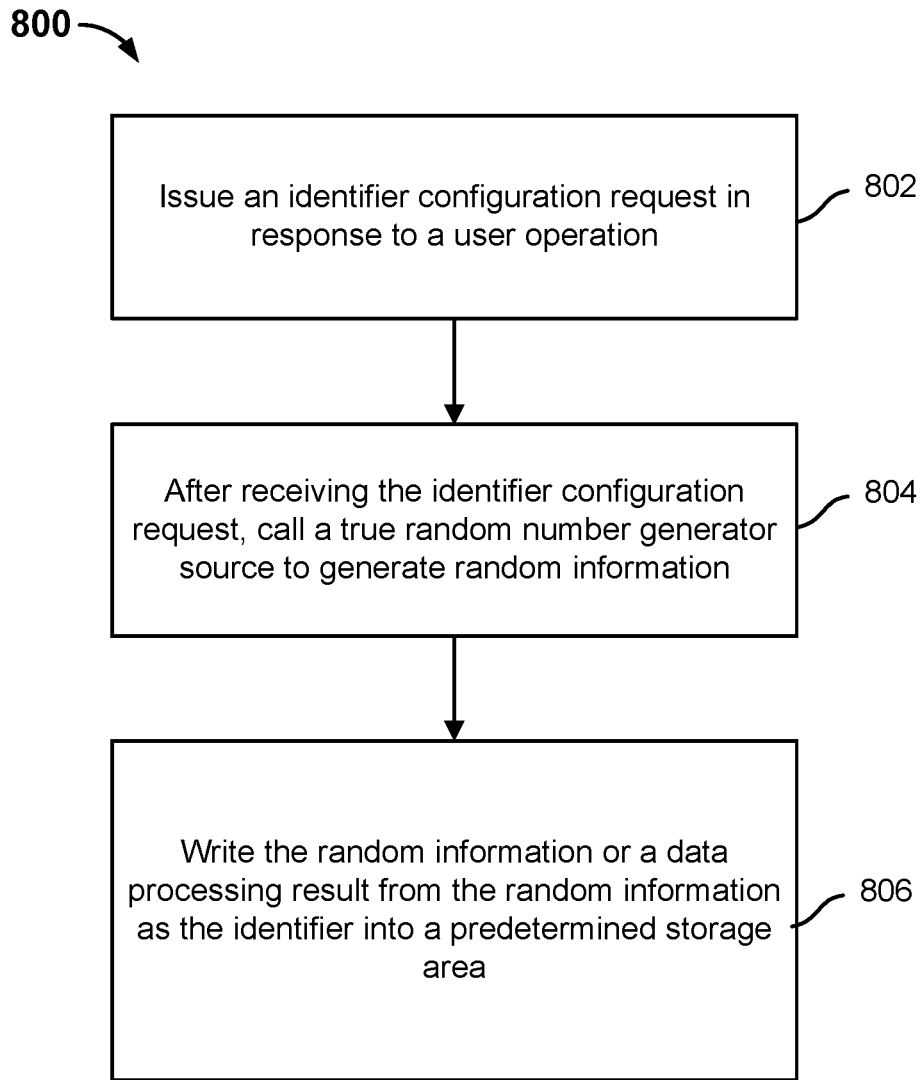 800
Issue an identifier configuration request in
response to a user operation
802
After receiving the identifier configuration
request, call a true random number generator
source to generate random information
804
Write the random information or a data
processing result from the random information
as the identifier into a predetermined storage
area
806